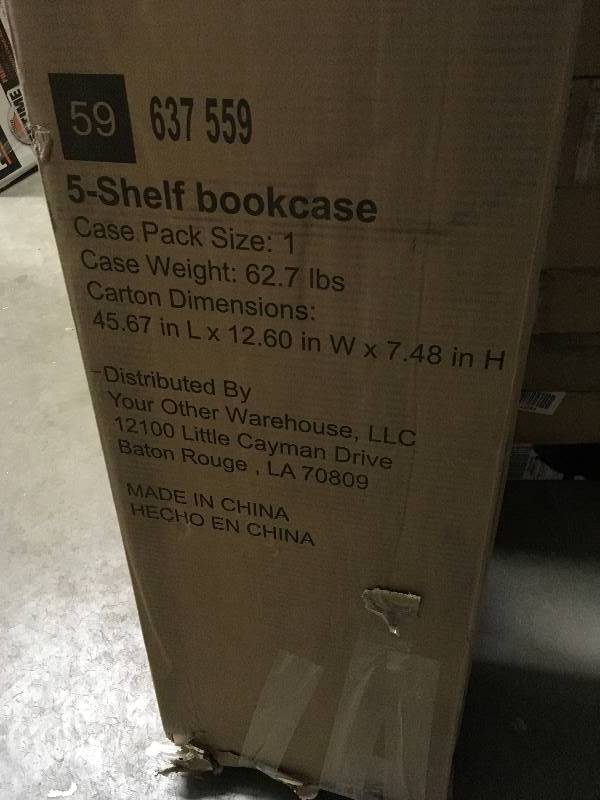 59 637 559
5-Shelf bookcase
Case Pack Size: 1
Case Weight: 62.7 lbs
Carton Dimensions:
45.67 in L x 12.60 in W x 7.48 in H
Distributed By
Your Other Warehouse, LLC
12100 Little Cayman Drive
Baton Rouge , LA 70809
MADE IN CHINA
HECHO EN CHINA